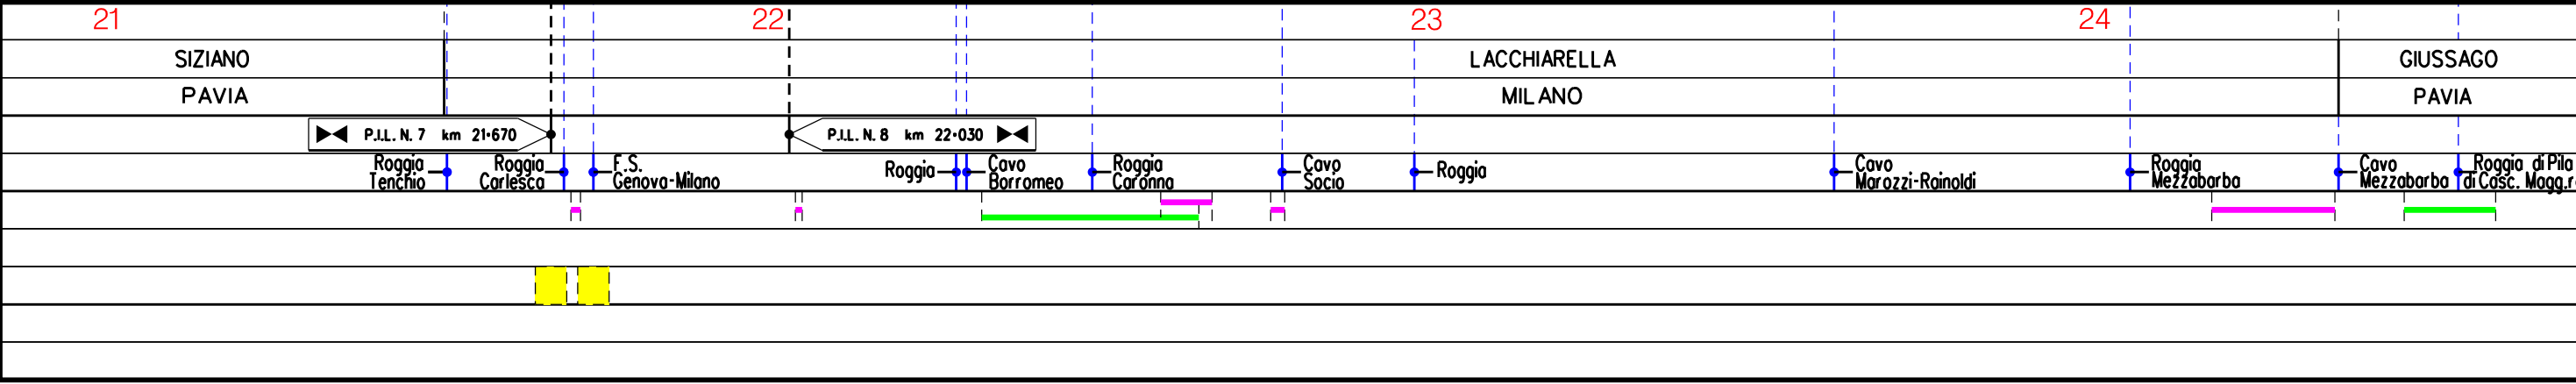 21 22 23 24
SIZIANO LACCHIARELLA GIUSSAGO
PAVIA MILANO PAVIA
P.I.L. N. 7 km 21+670 P.I.L. N. 8 km 22+030
Roggia Roggia F.S. Roggia Cavo Roggia Cavo Roggia Cavo Roggia Cavo Roggia di Pila
Tenchio Carlesca Genova-Milano Borromeo Caronna Socio Marozzi-Rainoldi Mezzabarba Mezzabarba di Casc. Magg.r